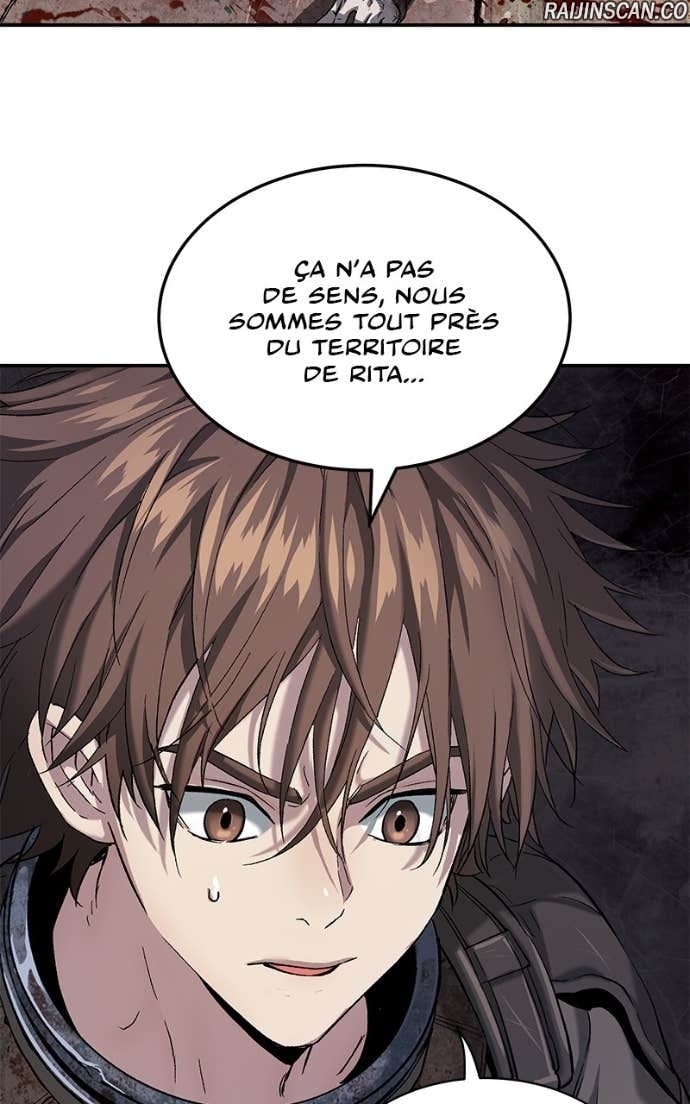 RAIJINSCAN.CO
ÇA N'A PAS
DE SENS, NOUS
SOMMES TOUT PRÈS
DU TERRITOIRE
DE RITA...